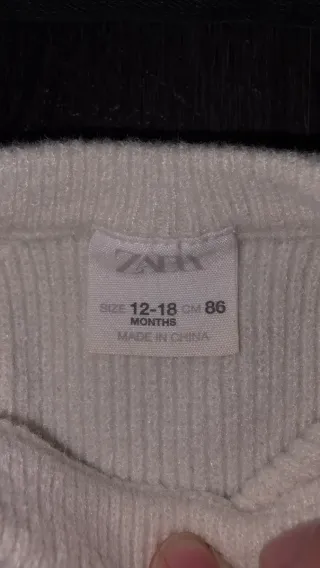 ZARA
SIZE 12-18 CM 86
MONTHS
MADE IN CHINA